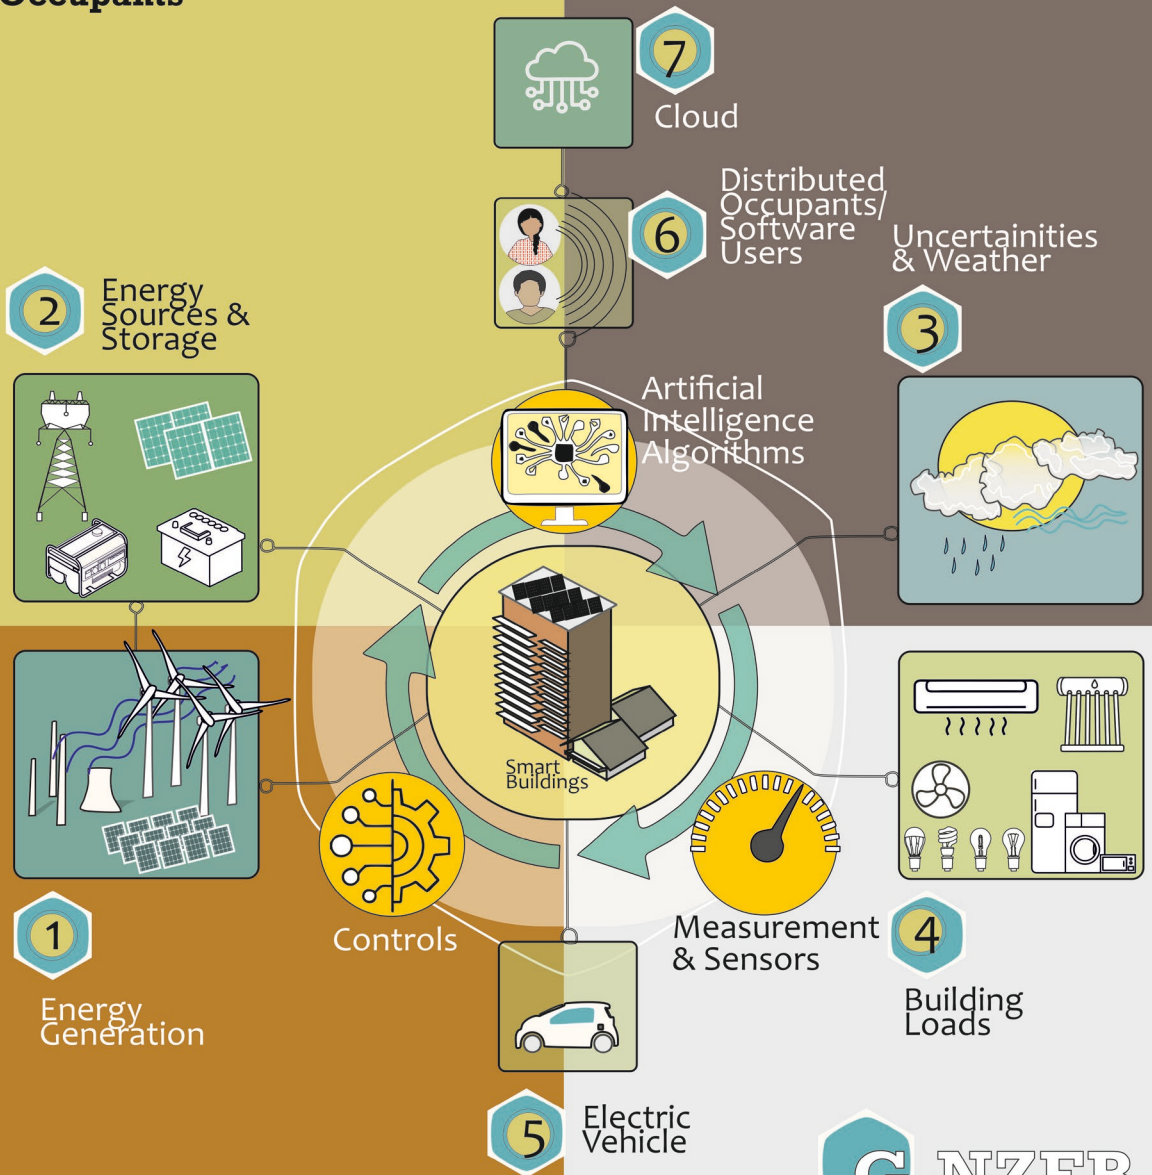 Occupants
7
Cloud
6
Distributed
Occupants/
Software
Users
Uncertainities
& Weather
3
2
Energy
Sources &
Storage
Artificial
Intelligence
Algorithms
Smart
Buildings
Controls
Measurement
& Sensors
1
Energy
Generation
4
Building
Loads
5
Electric
Vehicle
G NZEB